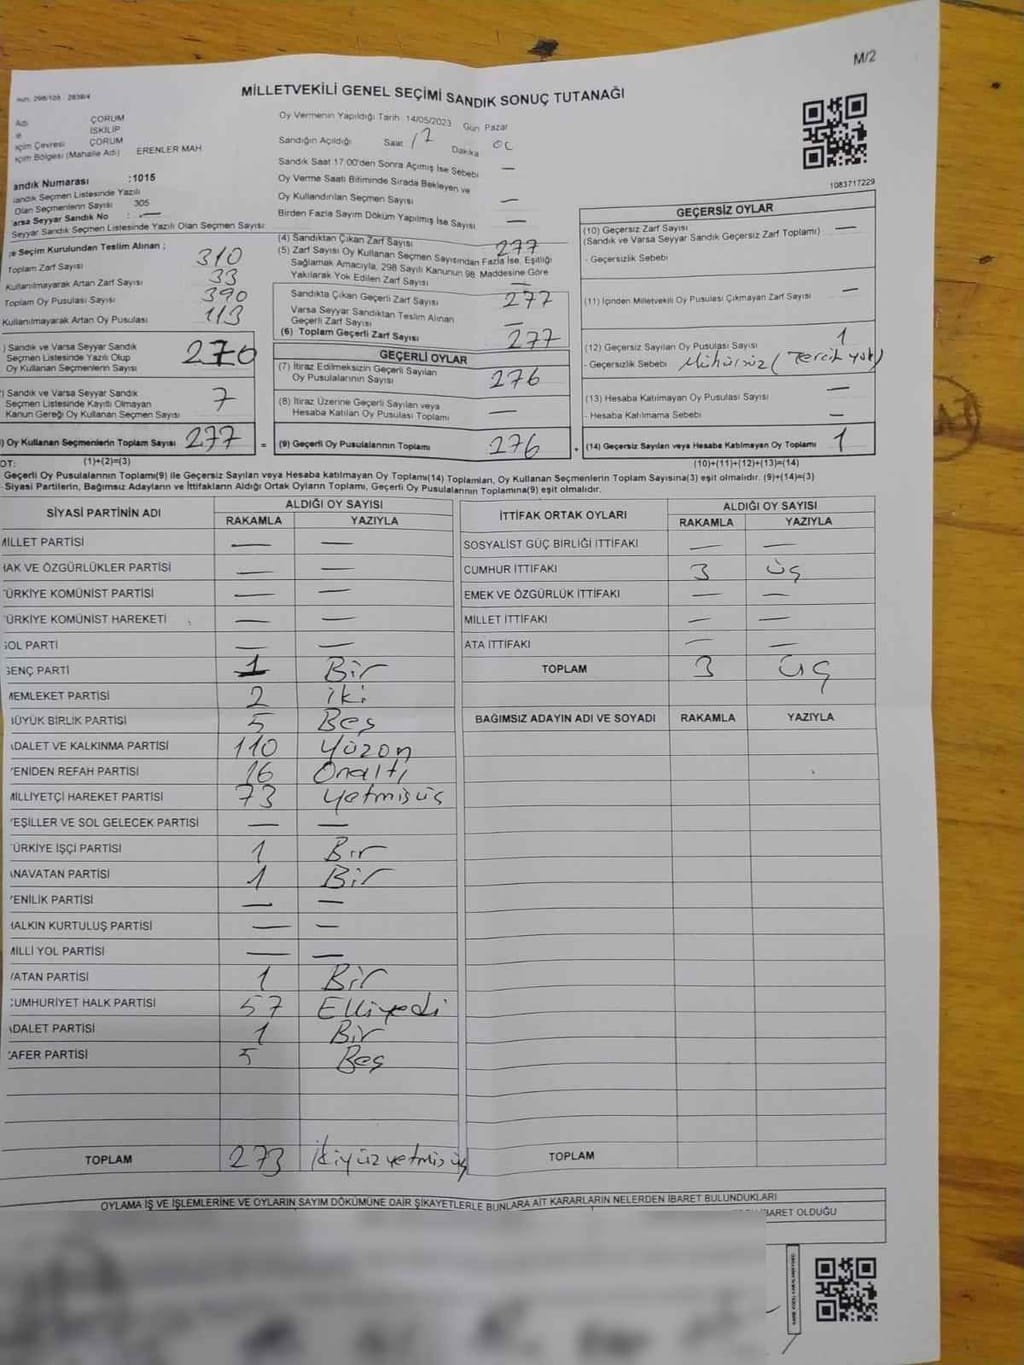 M/2
MİLLETVEKİLİ GENEL SEÇİMİ SANDIK SONUÇ TUTANAĞI
298/103 2839/4
Adı ÇORUM
İSKİLİP
eçim Çevresi ÇORUM
eçim Bölgesi (Mahalle Adı) ERENLER MAH
andık Numarası :1015
andık Seçmen Listesinde Yazılı
Olan Seçmenlerin Sayısı 305
arsa Seyyar Sandık No : —
Seyyar Sandık Seçmen Listesinde Yazılı Olan Seçmen Sayısı
Oy Vermenin Yapıldığı Tarih 14/05/2023 Gün Pazar
Sandığın Açıldığı Saat 17 Dakika 00
Sandık Saat 17:00'den Sonra Açımış İse Sebebi —
Oy Verme Saati Bitiminde Sırada Bekleyen ve
Oy Kullandırılan Seçmen Sayısı —
Birden Fazla Sayım Döküm Yapılmış İse Sayısı —
1083717229
e Seçim Kurulundan Teslim Alınan ;
Toplam Zarf Sayısı 310
Kullanılmayarak Artan Zarf Sayısı 33
Toplam Oy Pusulası Sayısı 390
Kullanılmayarak Artan Oy Pusulası 113
) Sandık ve Varsa Seyyar Sandık
Seçmen Listesinde Yazılı Olup
Oy Kullanan Seçmenlerin Sayısı 270
) Sandık ve Varsa Seyyar Sandık
Seçmen Listesinde Kayıtlı Olmayan
Kanun Gereği Oy Kullanan Seçmen Sayısı 7
) Oy Kullanan Seçmenlerin Toplam Sayısı 277 =
(1)+(2)=(3)
(4) Sandıktan Çıkan Zarf Sayısı 277
(5) Zarf Sayısı Oy Kullanan Seçmen Sayısından Fazla İse, Eşitliği
Sağlamak Amacıyla, 298 Sayılı Kanunun 98. Maddesine Göre
Yakılarak Yok Edilen Zarf Sayısı —
Sandıkta Çıkan Geçerli Zarf Sayısı 277
Varsa Seyyar Sandıktan Teslim Alınan
Geçerli Zarf Sayısı —
(6) Toplam Geçerli Zarf Sayısı 277
GEÇERLİ OYLAR
(7) İtiraz Edilmeksizin Geçerli Sayılan
Oy Pusulalarının Sayısı 276
(8) İtiraz Üzerine Geçerli Sayılan veya
Hesaba Katılan Oy Pusulası Toplamı —
(9) Geçerli Oy Pusulalarının Toplamı 276 +
GEÇERSİZ OYLAR
(10) Geçersiz Zarf Sayısı
(Sandık ve Varsa Seyyar Sandık Geçersiz Zarf Toplamı) —
- Geçersizlik Sebebi
(11) İçinden Milletvekili Oy Pusulası Çıkmayan Zarf Sayısı —
(12) Geçersiz Sayılan Oy Pusulası Sayısı 1
- Geçersizlik Sebebi Mühürsüz (Tercih yok)
(13) Hesaba Katılmayan Oy Pusulası Sayısı —
- Hesaba Katılmama Sebebi —
(14) Geçersiz Sayılan veya Hesaba Katılmayan Oy Toplamı 1
(10)+(11)+(12)+(13)=(14)
OT:
Geçerli Oy Pusulalarının Toplamı(9) ile Geçersiz Sayılan veya Hesaba katılmayan Oy Toplamı(14) Toplamları, Oy Kullanan Seçmenlerin Toplam Sayısına(3) eşit olmalıdır. (9)+(14)=(3)
Siyasi Partilerin, Bağımsız Adayların ve İttifakların Aldığı Ortak Oyların Toplamı, Geçerli Oy Pusulalarının Toplamına(9) eşit olmalıdır.
SİYASİ PARTİNİN ADI ALDIĞI OY SAYISI
RAKAMLA YAZIYLA
MİLLET PARTİSİ — —
HAK VE ÖZGÜRLÜKLER PARTİSİ — —
TÜRKİYE KOMÜNİST PARTİSİ — —
TÜRKİYE KOMÜNİST HAREKETİ — —
SOL PARTİ — —
GENÇ PARTİ 1 Bir
MEMLEKET PARTİSİ 2 iki
BÜYÜK BİRLİK PARTİSİ 5 Beş
ADALET VE KALKINMA PARTİSİ 110 Yüzon
YENİDEN REFAH PARTİSİ 16 Onaltı
MİLLİYETÇİ HAREKET PARTİSİ 73 Yetmişüç
YEŞİLLER VE SOL GELECEK PARTİSİ — —
TÜRKİYE İŞÇİ PARTİSİ 1 Bir
ANAVATAN PARTİSİ 1 Bir
YENİLİK PARTİSİ — —
HALKIN KURTULUŞ PARTİSİ — —
MİLLİ YOL PARTİSİ — —
VATAN PARTİSİ 1 Bir
CUMHURİYET HALK PARTİSİ 57 Elliyedi
ADALET PARTİSİ 1 Bir
ZAFER PARTİSİ 5 Beş
TOPLAM 273 İkiyüzyetmişüç
İTTİFAK ORTAK OYLARI ALDIĞI OY SAYISI
RAKAMLA YAZIYLA
SOSYALİST GÜÇ BİRLİĞİ İTTİFAKI — —
CUMHUR İTTİFAKI 3 üç
EMEK VE ÖZGÜRLÜK İTTİFAKI — —
MİLLET İTTİFAKI — —
ATA İTTİFAKI — —
TOPLAM 3 üç
BAĞIMSIZ ADAYIN ADI VE SOYADI RAKAMLA YAZIYLA
TOPLAM
OYLAMA İŞ VE İŞLEMLERİNE VE OYLARIN SAYIM DÖKÜMÜNE DAİR ŞİKAYETLERLE BUNLARA AİT KARARLARIN NELERDEN İBARET BULUNDUKLARI
İBARET OLDUĞU